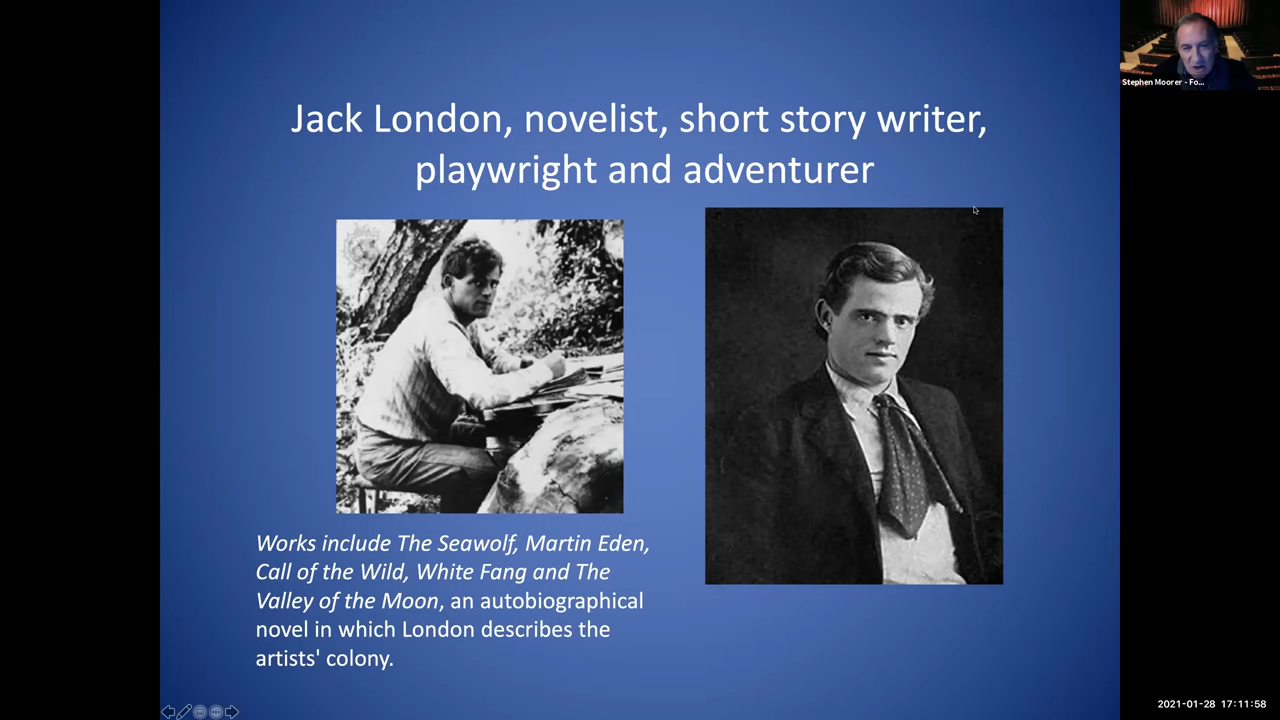 Jack London, novelist, short story writer,
playwright and adventurer
Stephen Moorer - Fo...
Works include The Seawolf, Martin Eden,
Call of the Wild, White Fang and The
Valley of the Moon, an autobiographical
novel in which London describes the
artists' colony.
2021-01-28 17:11:58